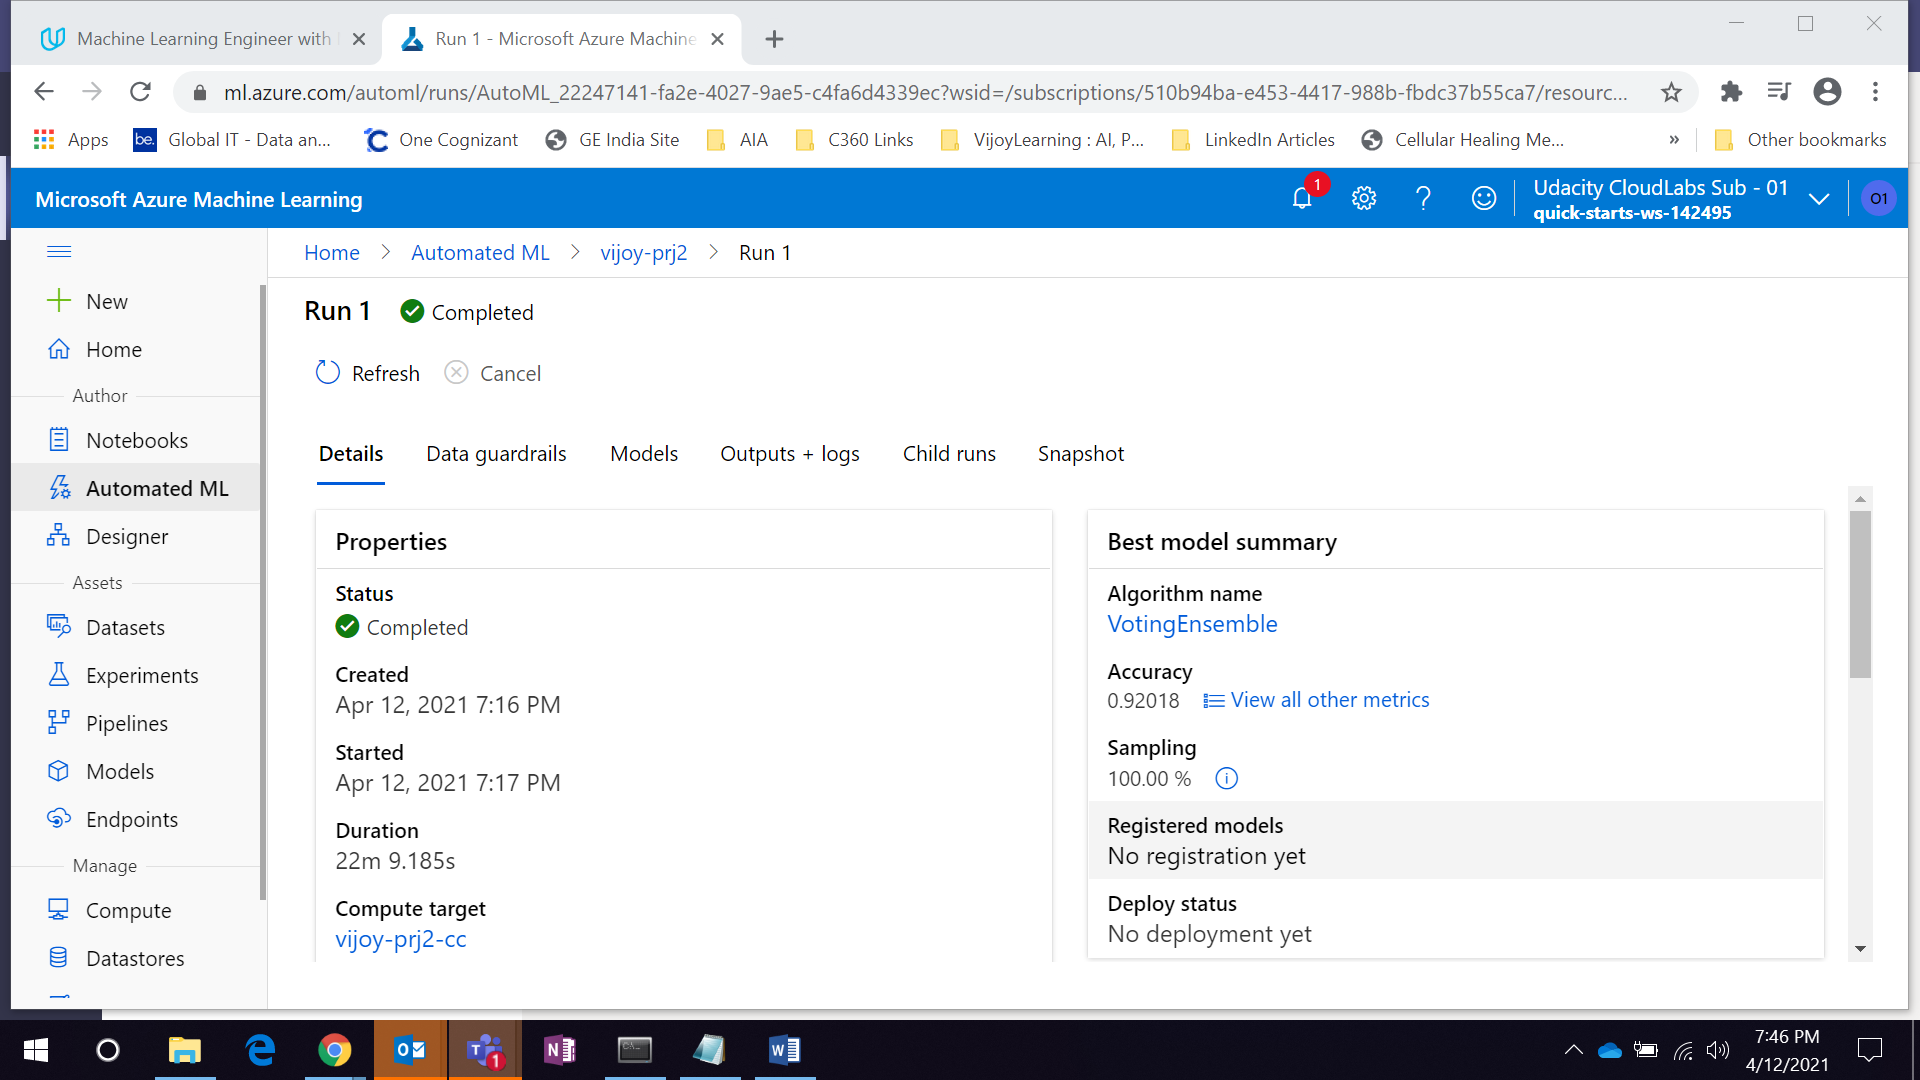 Machine Learning Engineer with
Run 1 - Microsoft Azure Machine
ml.azure.com/automl/runs/AutoML_22247141-fa2e-4027-9ae5-c4fa6d4339ec?wsid=/subscriptions/510b94ba-e453-4417-988b-fbdc37b55ca7/resourc...
Apps
be.
Global IT - Data an...
One Cognizant
GE India Site
AIA
C360 Links
VijoyLearning : AI, P...
LinkedIn Articles
Cellular Healing Me...
»
Other bookmarks
Microsoft Azure Machine Learning
1
Udacity CloudLabs Sub - 01
quick-starts-ws-142495
O1
Home > Automated ML > vijoy-prj2 > Run 1
New
Home
Author
Notebooks
Automated ML
Designer
Assets
Datasets
Experiments
Pipelines
Models
Endpoints
Manage
Compute
Datastores
Run 1
Completed
Refresh
Cancel
Details
Data guardrails
Models
Outputs + logs
Child runs
Snapshot
Properties
Status
Completed
Created
Apr 12, 2021 7:16 PM
Started
Apr 12, 2021 7:17 PM
Duration
22m 9.185s
Compute target
vijoy-prj2-cc
Best model summary
Algorithm name
VotingEnsemble
Accuracy
0.92018
View all other metrics
Sampling
100.00 %
Registered models
No registration yet
Deploy status
No deployment yet
1
7:46 PM
4/12/2021